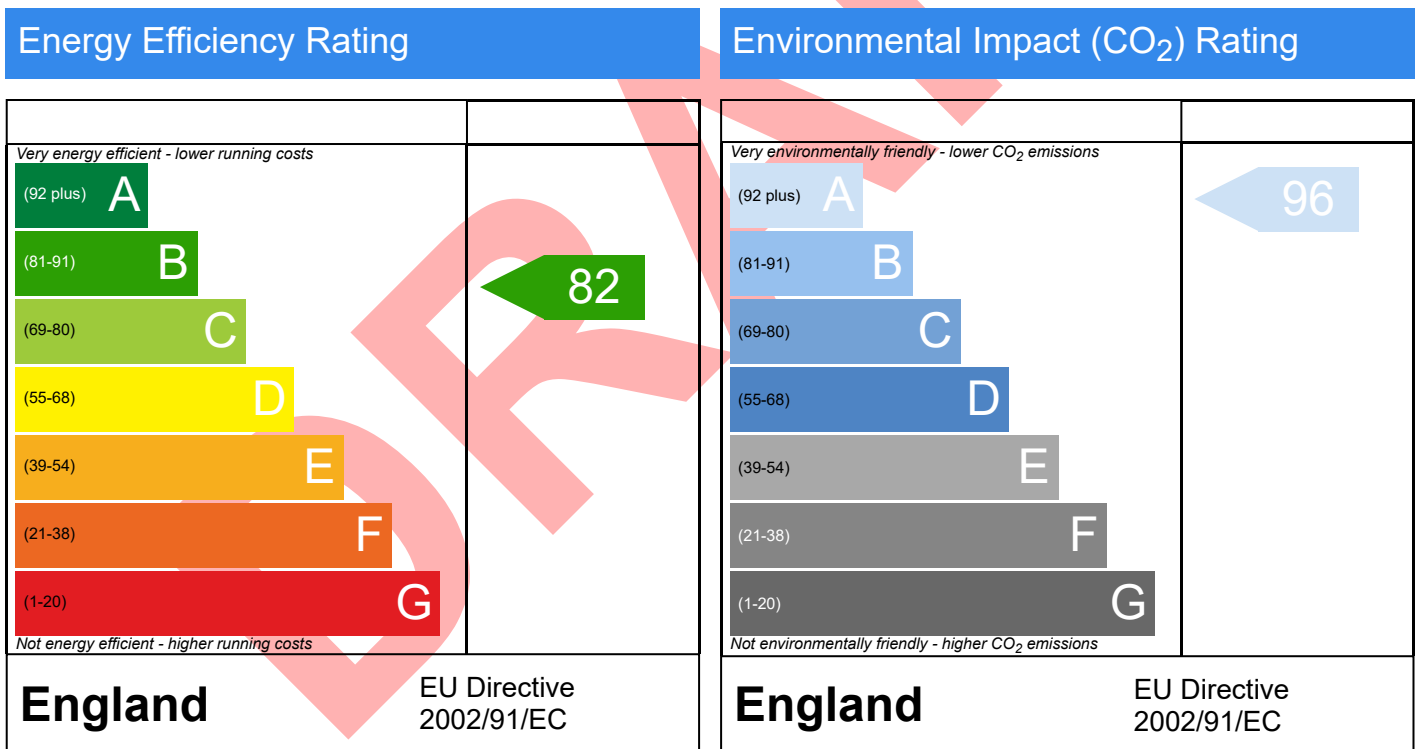 Energy Efficiency Rating
Very energy efficient - lower running costs
(92 plus) A
(81-91) B
82
(69-80) C
(55-68) D
(39-54) E
(21-38) F
(1-20) G
Not energy efficient - higher running costs
England
EU Directive
2002/91/EC
Environmental Impact (CO₂) Rating
Very environmentally friendly - lower CO₂ emissions
(92 plus) A
96
(81-91) B
(69-80) C
(55-68) D
(39-54) E
(21-38) F
(1-20) G
Not environmentally friendly - higher CO₂ emissions
England
EU Directive
2002/91/EC